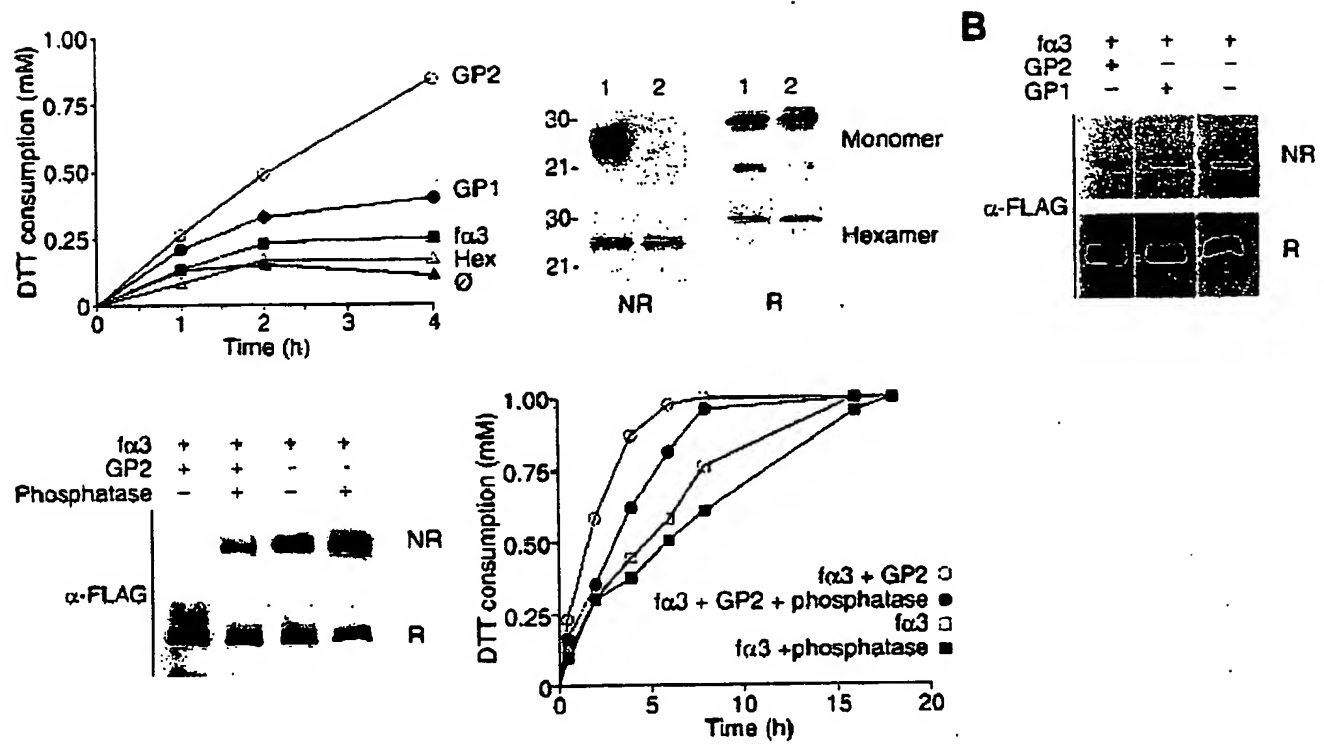 1.00
0.75
0.50
0.25
0
DTT consumption (mM)
GP2
GP1
fα3
Hex
Ø
0 1 2 3 4
Time (h)
1 2 1 2
30-
21-
Monomer
30-
21-
Hexamer
NR R
B
fα3 + + +
GP2 + - -
GP1 - + -
α-FLAG
NR
R
fα3 + + + +
GP2 + + - -
Phosphatase - + - +
α-FLAG
NR
R
1.00
0.75
0.50
0.25
0
DTT consumption (mM)
fα3 + GP2
fα3 + GP2 + phosphatase
fα3
fα3 +phosphatase
0 5 10 15 20
Time (h)